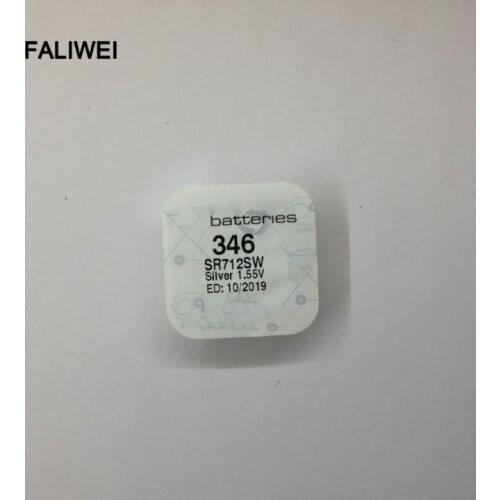 FALIWEI
batteries
346
SR712SW
Silver 1.55V
ED: 10/2019